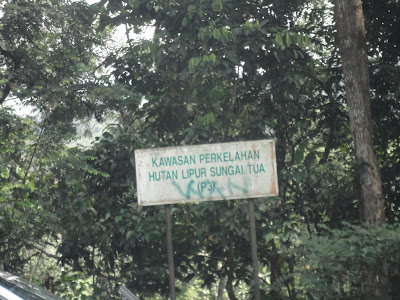 KAWASAN PERKELAHAN
HUTAN LIPUR SUNGAI TUA
(P3)